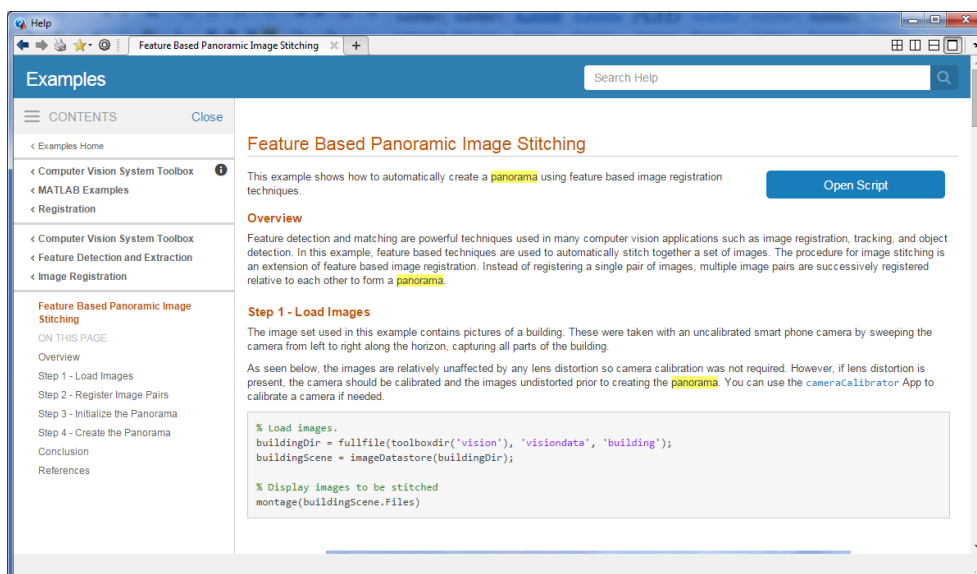 Help
Feature Based Panoramic Image Stitching
Examples
Search Help
CONTENTS
Close
Examples Home
Computer Vision System Toolbox
MATLAB Examples
Registration
Computer Vision System Toolbox
Feature Detection and Extraction
Image Registration
Feature Based Panoramic Image
Stitching
ON THIS PAGE
Overview
Step 1 - Load Images
Step 2 - Register Image Pairs
Step 3 - Initialize the Panorama
Step 4 - Create the Panorama
Conclusion
References
Feature Based Panoramic Image Stitching
This example shows how to automatically create a panorama using feature based image registration
techniques.
Open Script
Overview
Feature detection and matching are powerful techniques used in many computer vision applications such as image registration, tracking, and object
detection. In this example, feature based techniques are used to automatically stitch together a set of images. The procedure for image stitching is
an extension of feature based image registration. Instead of registering a single pair of images, multiple image pairs are successively registered
relative to each other to form a panorama.
Step 1 - Load Images
The image set used in this example contains pictures of a building. These were taken with an uncalibrated smart phone camera by sweeping the
camera from left to right along the horizon, capturing all parts of the building.
As seen below, the images are relatively unaffected by any lens distortion so camera calibration was not required. However, if lens distortion is
present, the camera should be calibrated and the images undistorted prior to creating the panorama. You can use the cameraCalibrator App to
calibrate a camera if needed.
% Load images.
buildingDir = fullfile(toolboxdir('vision'), 'visiondata', 'building');
buildingScene = imageDatastore(buildingDir);
% Display images to be stitched
montage(buildingScene.Files)